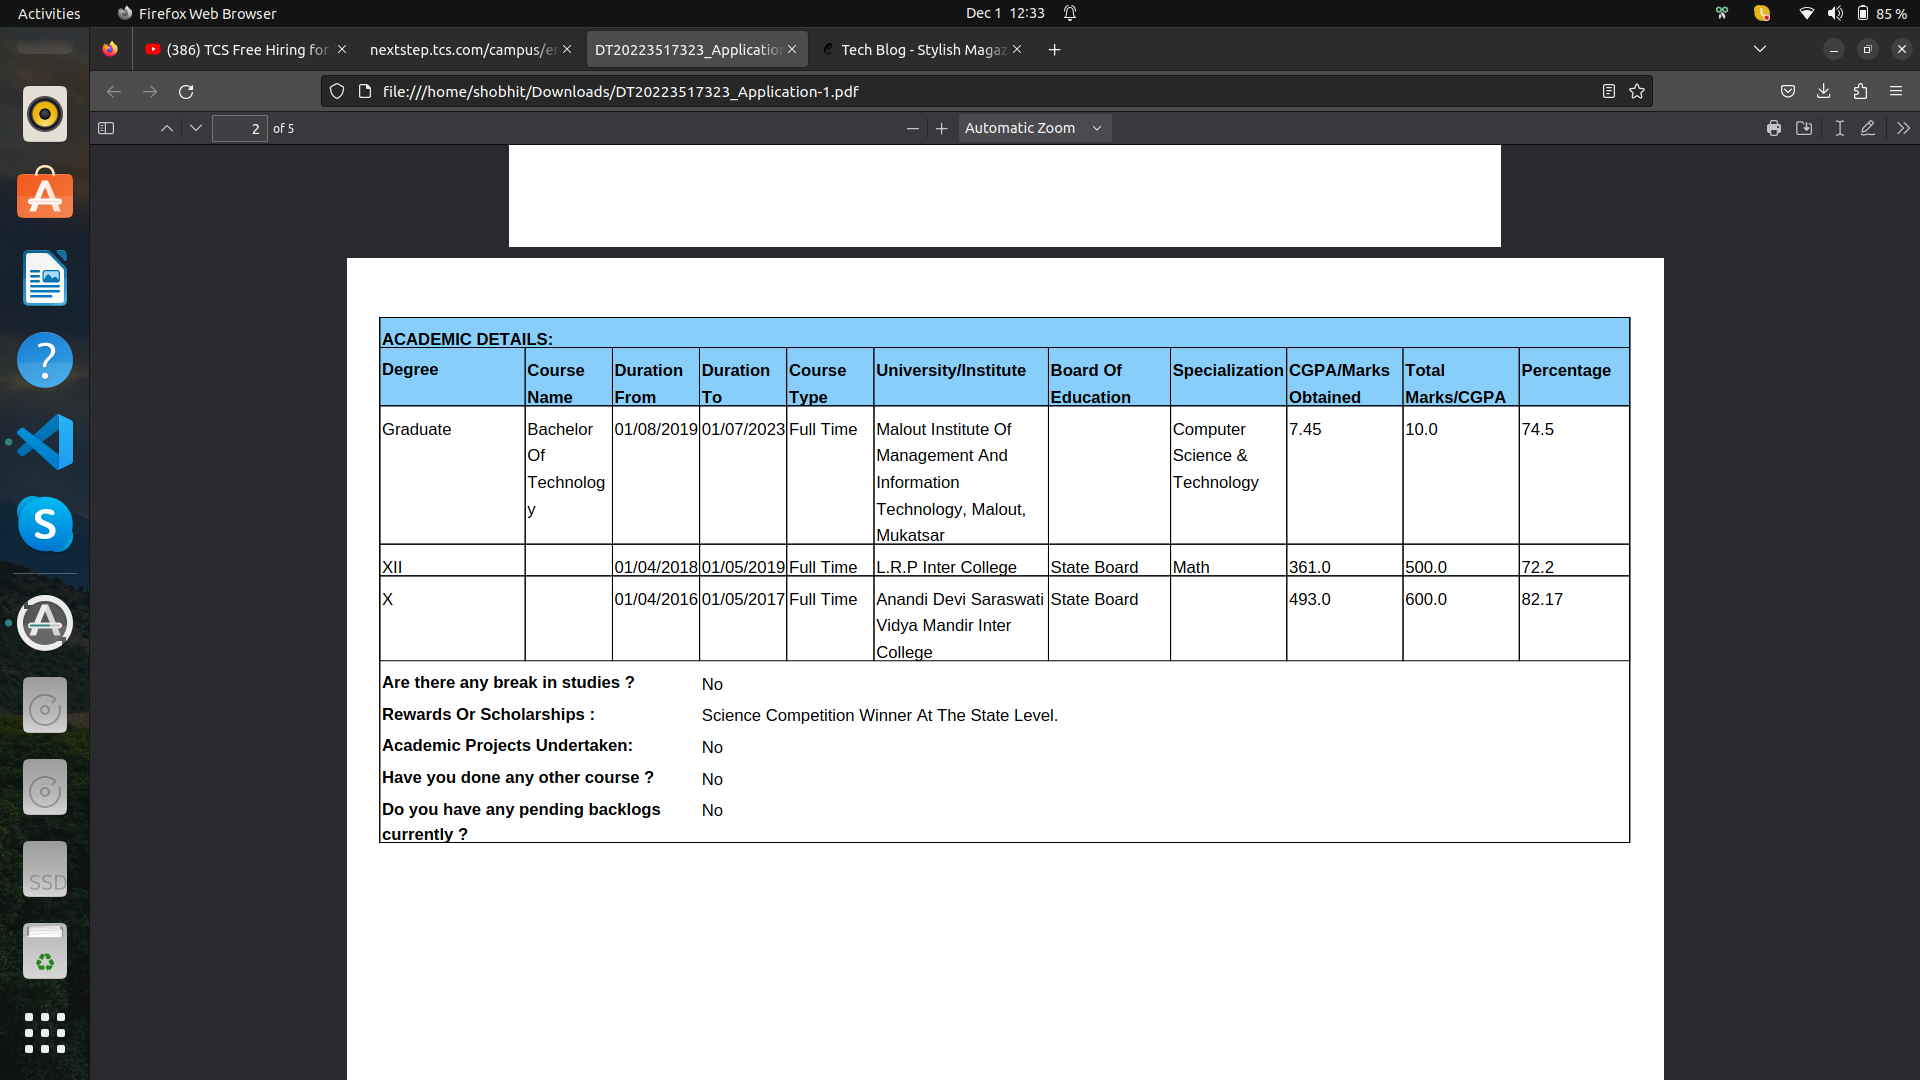 Activities Firefox Web Browser Dec 1 12:33 85 %
(386) TCS Free Hiring for nextstep.tcs.com/campus/er DT20223517323_Application Tech Blog - Stylish Magaz
file:///home/shobhit/Downloads/DT20223517323_Application-1.pdf
2 of 5 Automatic Zoom
ACADEMIC DETAILS:
Degree Course Name Duration From Duration To Course Type University/Institute Board Of Education Specialization CGPA/Marks Obtained Total Marks/CGPA Percentage
Graduate Bachelor Of Technology 01/08/2019 01/07/2023 Full Time Malout Institute Of Management And Information Technology, Malout, Mukatsar Computer Science & Technology 7.45 10.0 74.5
XII 01/04/2018 01/05/2019 Full Time L.R.P Inter College State Board Math 361.0 500.0 72.2
X 01/04/2016 01/05/2017 Full Time Anandi Devi Saraswati Vidya Mandir Inter College State Board 493.0 600.0 82.17
Are there any break in studies ? No
Rewards Or Scholarships : Science Competition Winner At The State Level.
Academic Projects Undertaken: No
Have you done any other course ? No
Do you have any pending backlogs No
currently ?
SSD